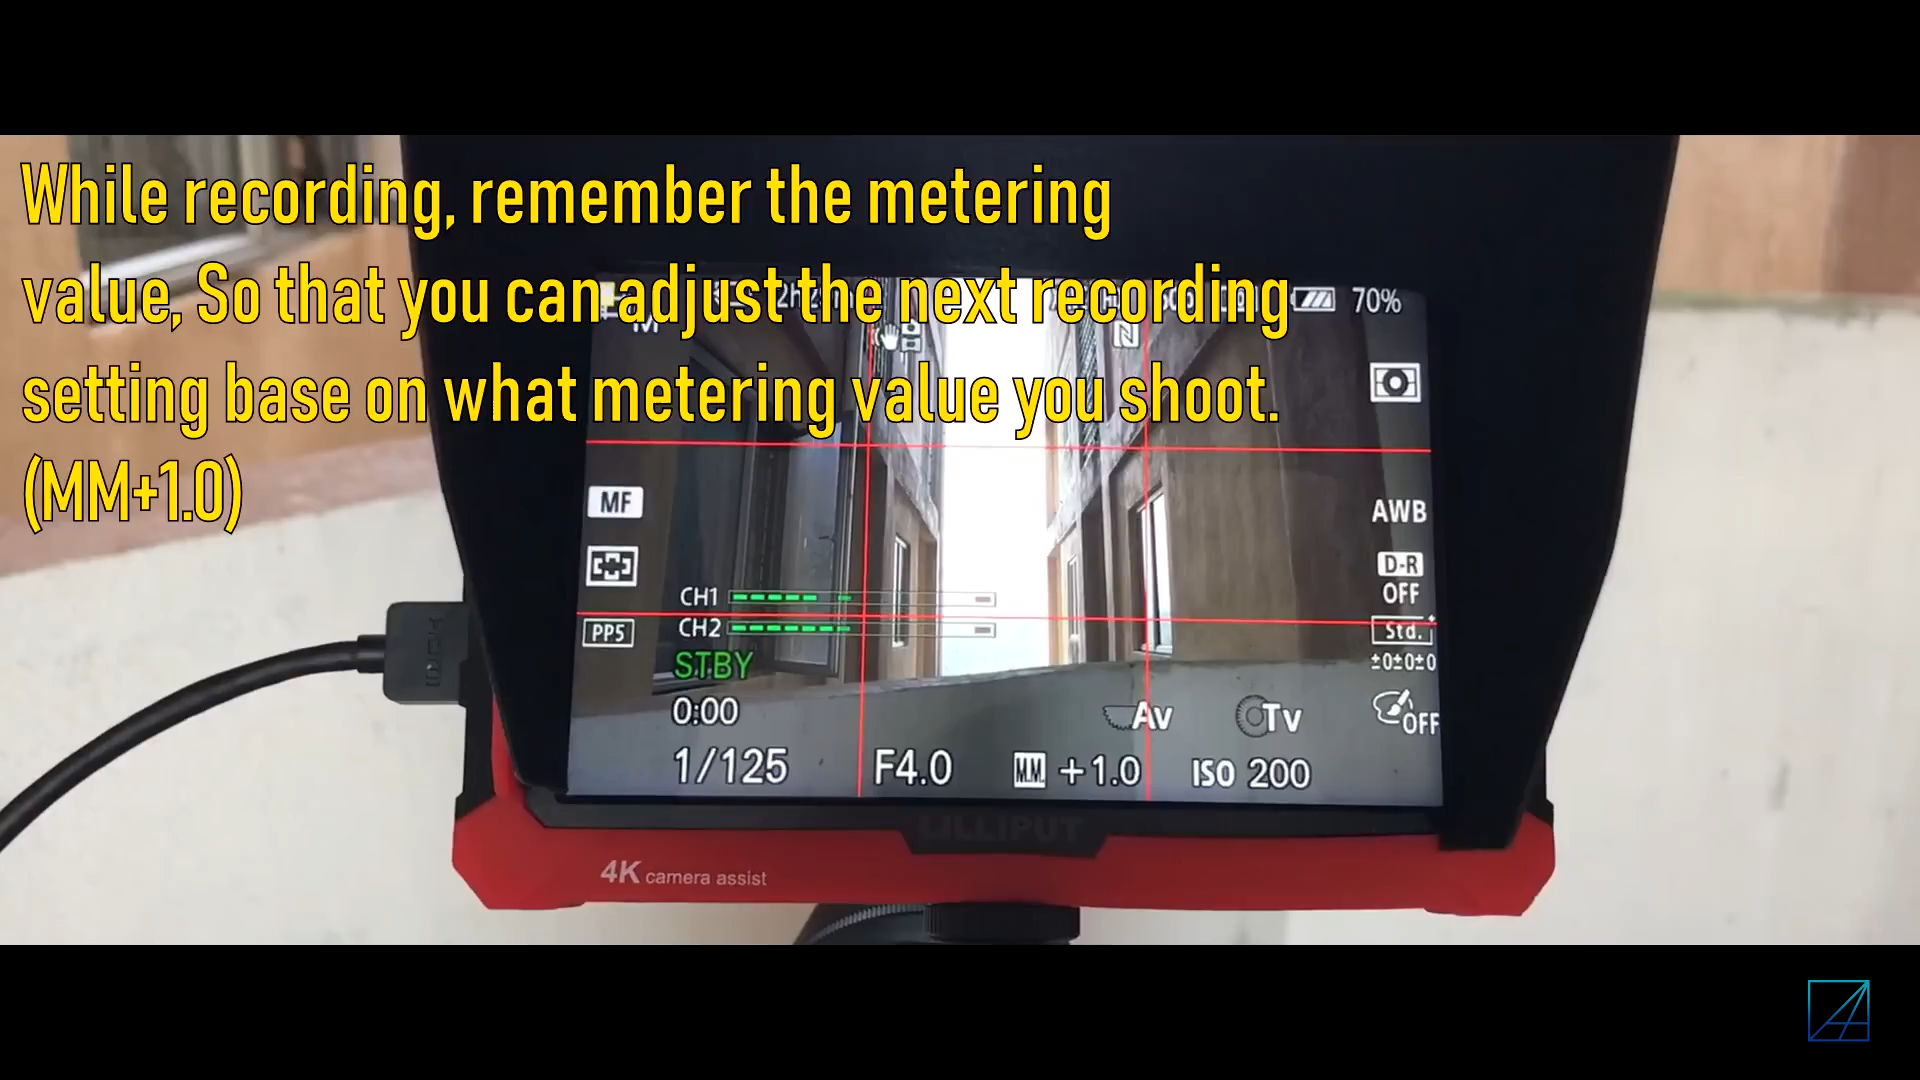 While recording, remember the metering
value, So that you can adjust the next recording
setting base on what metering value you shoot.
(MM+1.0)
70%
MF
AWB
D-R
OFF
CH1
CH2
PP5
Std.
±0±0±0
STBY
0:00
Av
Tv
OFF
1/125
F4.0
M.M. +1.0
ISO 200
LILLIPUT
4K camera assist